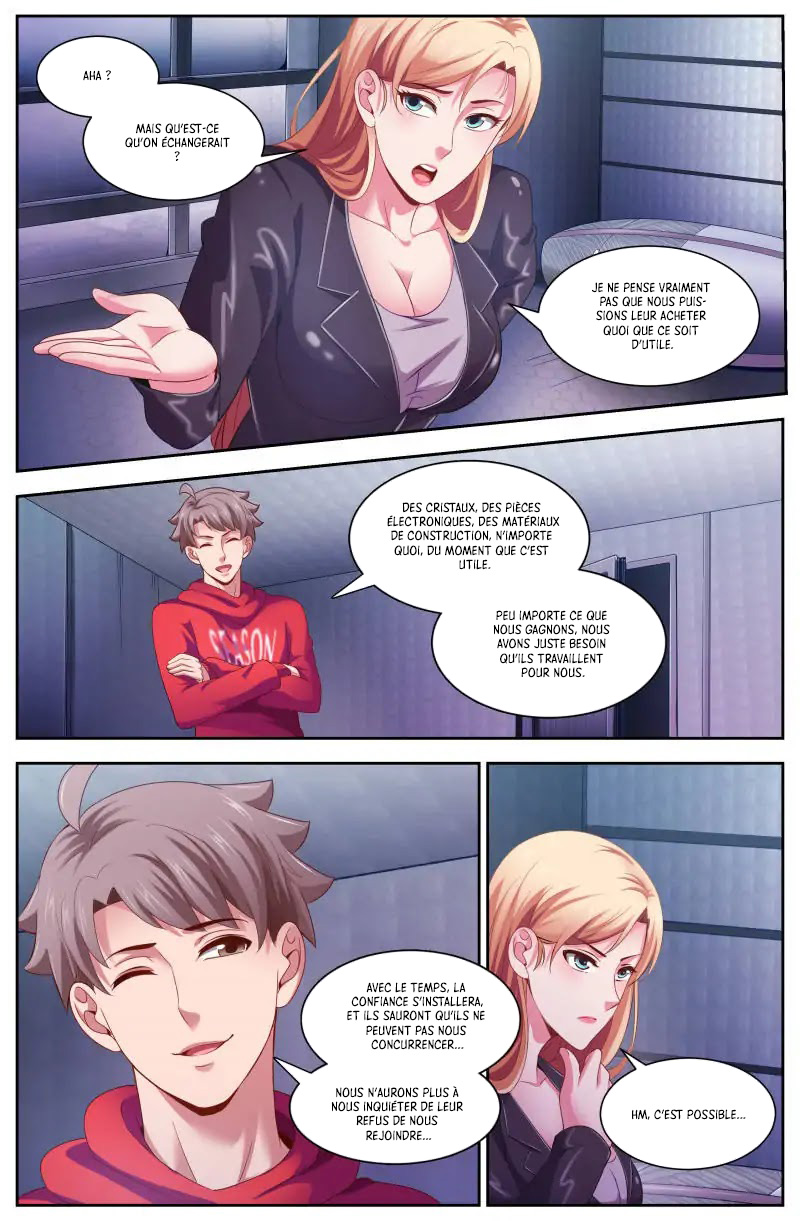 AHA ?
MAIS QU'EST-CE
QU'ON ÉCHANGERAIT
?
JE NE PENSE VRAIMENT
PAS QUE NOUS PUIS-
SIONS LEUR ACHETER
QUOI QUE CE SOIT
D'UTILE.
DES CRISTAUX, DES PIÈCES
ÉLECTRONIQUES, DES MATÉRIAUX
DE CONSTRUCTION, N'IMPORTE
QUOI, DU MOMENT QUE C'EST
UTILE.
PEU IMPORTE CE QUE
NOUS GAGNONS, NOUS
AVONS JUSTE BESOIN
QU'ILS TRAVAILLENT
POUR NOUS.
SEASON
AVEC LE TEMPS, LA
CONFIANCE S'INSTALLERA,
ET ILS SAURONT QU'ILS NE
PEUVENT PAS NOUS
CONCURRENCER...
NOUS N'AURONS PLUS À
NOUS INQUIÉTER DE LEUR
REFUS DE NOUS
REJOINDRE...
HM, C'EST POSSIBLE...